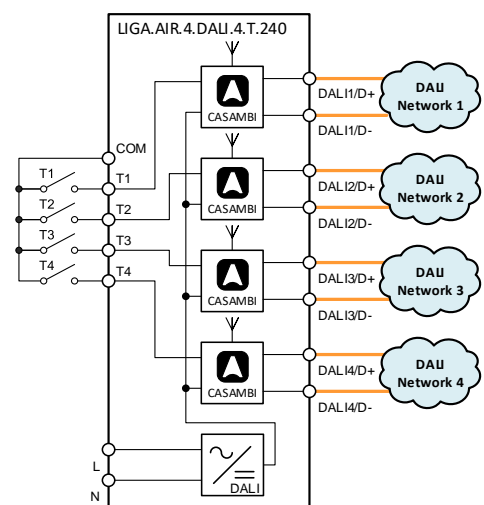 LIGA.AIR.4.DALI.4.T.240
CASAMBI
DALI1/D+
DALI1/D-
DALI
Network 1
COM
T1
T1
CASAMBI
DALI2/D+
DALI2/D-
DALI
Network 2
T2
T2
T3
T3
CASAMBI
DALI3/D+
DALI3/D-
DALI
Network 3
T4
T4
CASAMBI
DALI4/D+
DALI4/D-
DALI
Network 4
L
N
DALI